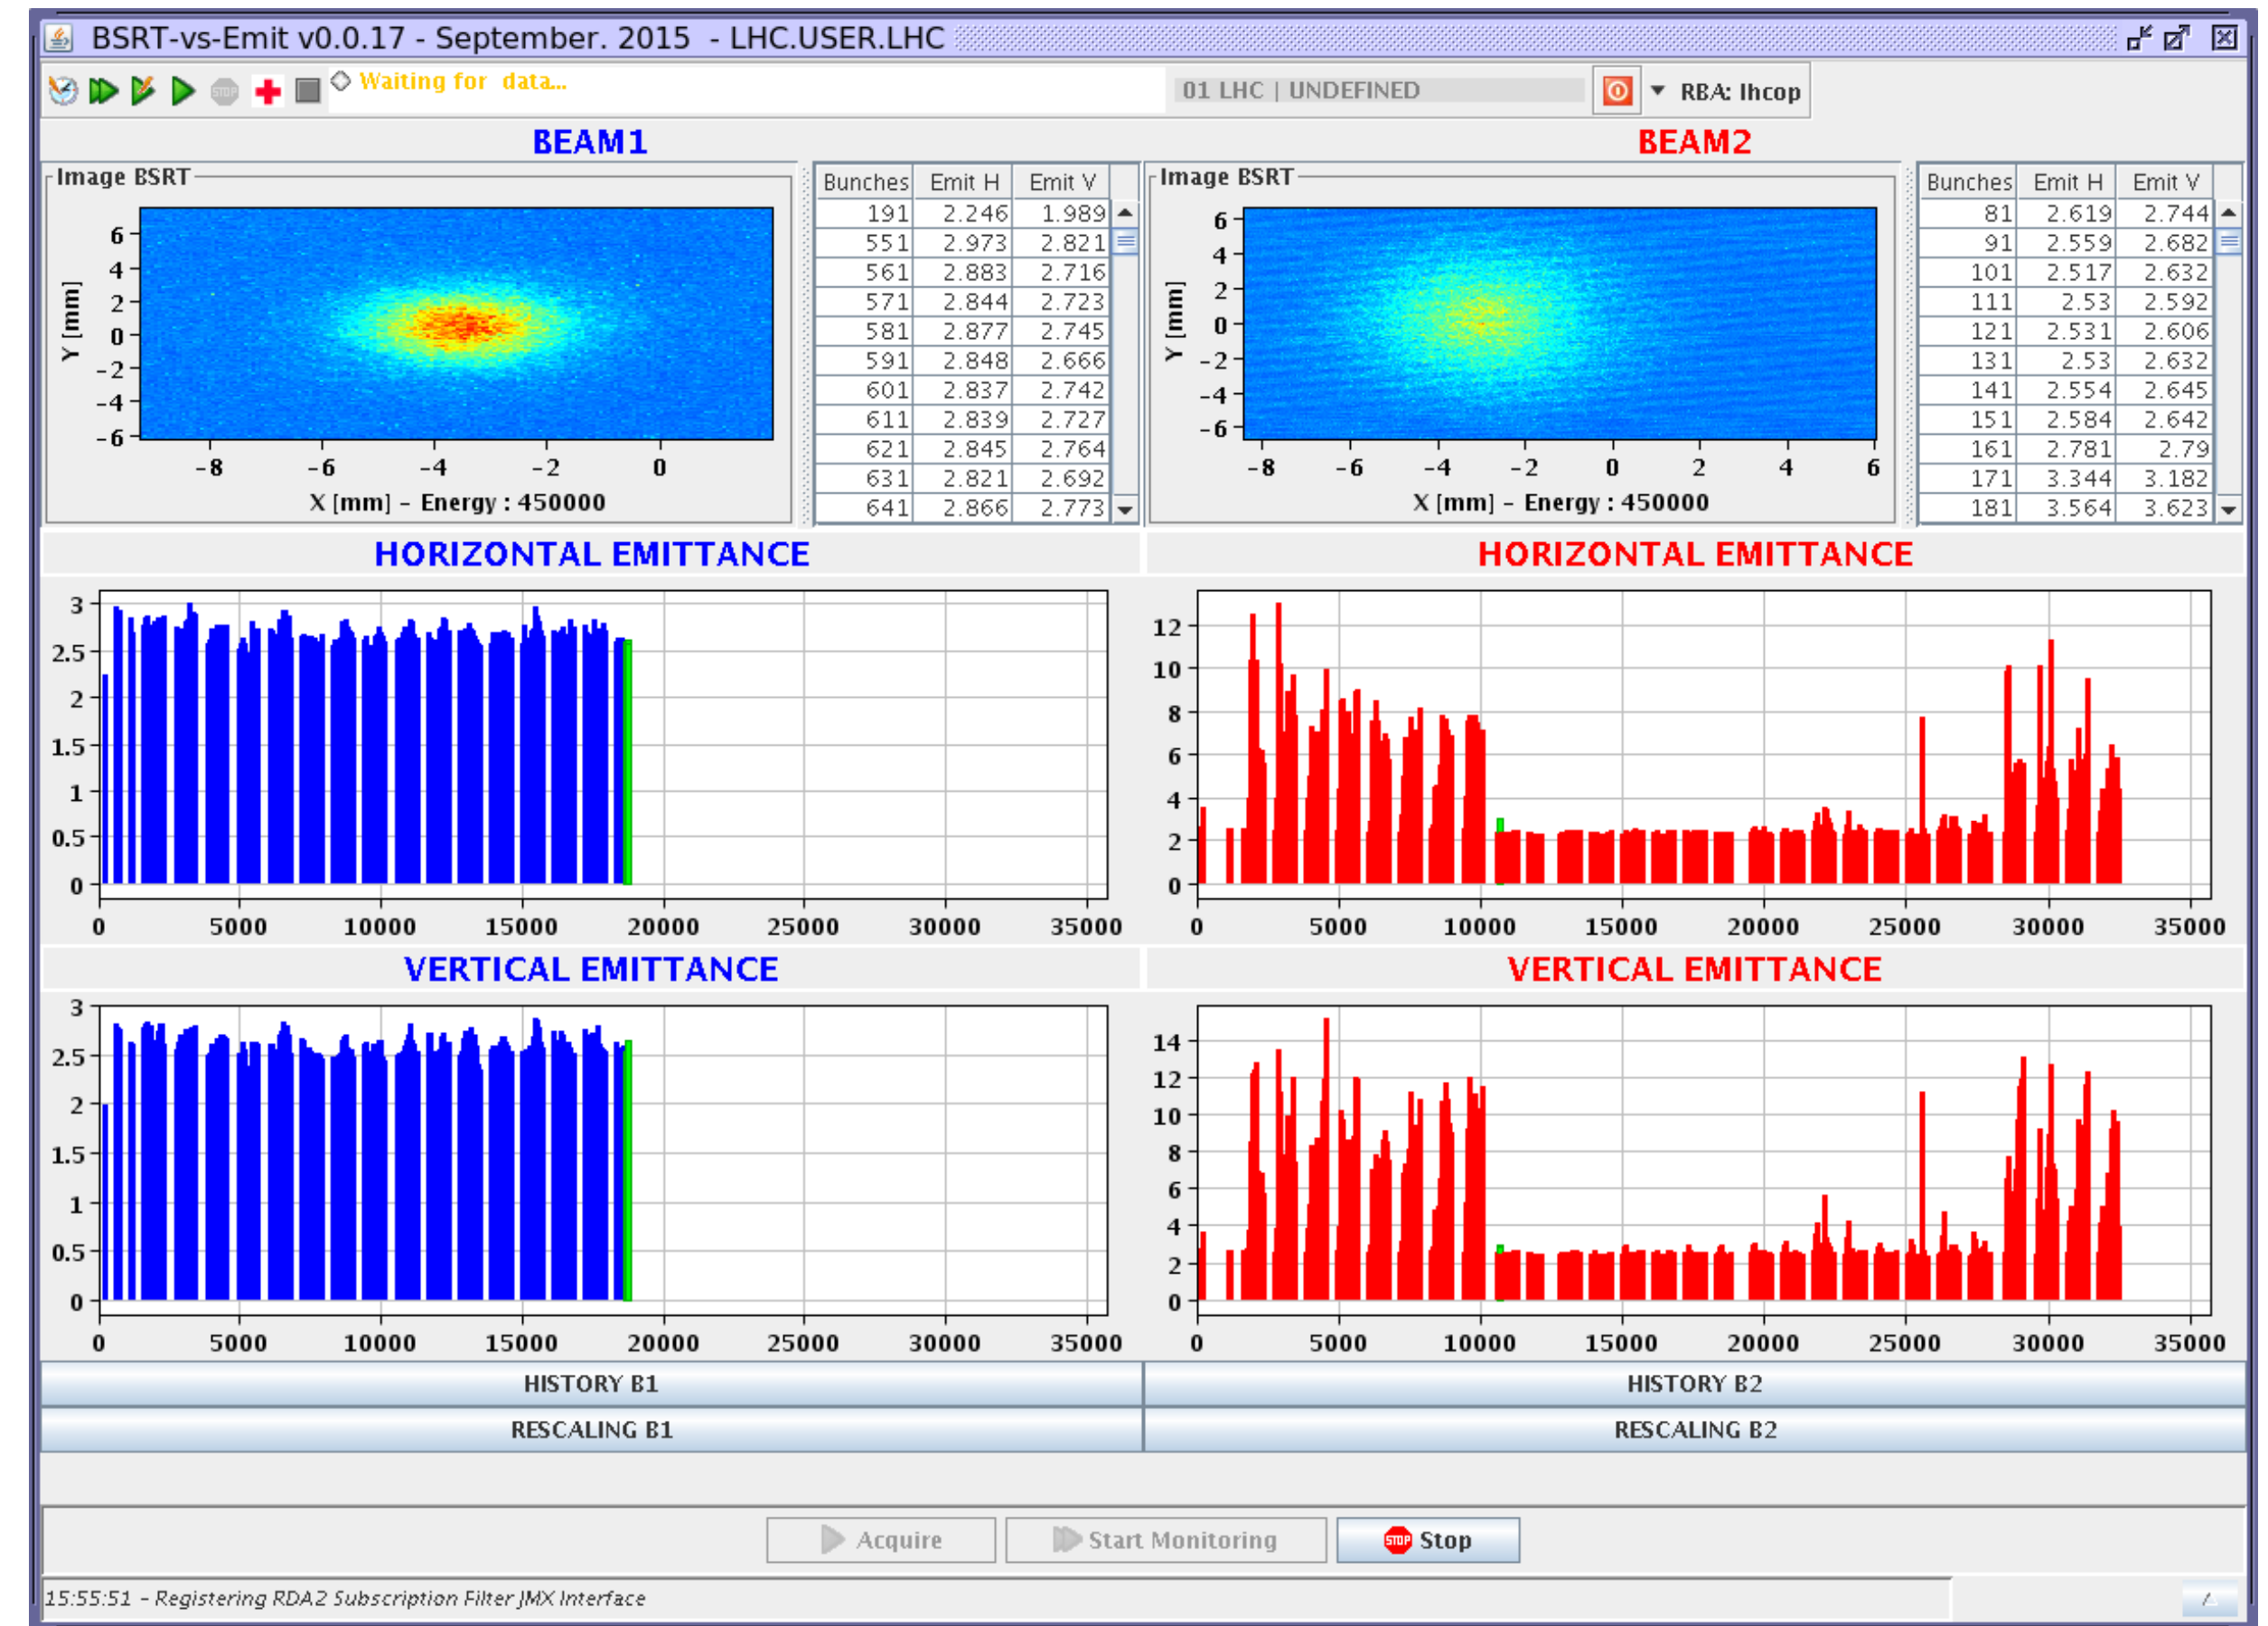 BSRT-vs-Emit v0.0.17 - September. 2015 - LHC.USER.LHC
STOP Waiting for data... 01 LHC | UNDEFINED RBA: lhcop
BEAM1
Image BSRT
6
4
2
0
-2
-4
-6
Y [mm]
-8 -6 -4 -2 0
X [mm] - Energy : 450000
Bunches Emit H Emit V
191 2.246 1.989
551 2.973 2.821
561 2.883 2.716
571 2.844 2.723
581 2.877 2.745
591 2.848 2.666
601 2.837 2.742
611 2.839 2.727
621 2.845 2.764
631 2.821 2.692
641 2.866 2.773
BEAM2
Image BSRT
6
4
2
0
-2
-4
-6
Y [mm]
-8 -6 -4 -2 0 2 4 6
X [mm] - Energy : 450000
Bunches Emit H Emit V
81 2.619 2.744
91 2.559 2.682
101 2.517 2.632
111 2.53 2.592
121 2.531 2.606
131 2.53 2.632
141 2.554 2.645
151 2.584 2.642
161 2.781 2.79
171 3.344 3.182
181 3.564 3.623
HORIZONTAL EMITTANCE
3
2.5
2
1.5
1
0.5
0
0 5000 10000 15000 20000 25000 30000 35000
HORIZONTAL EMITTANCE
12
10
8
6
4
2
0
0 5000 10000 15000 20000 25000 30000 35000
VERTICAL EMITTANCE
3
2.5
2
1.5
1
0.5
0
0 5000 10000 15000 20000 25000 30000 35000
VERTICAL EMITTANCE
14
12
10
8
6
4
2
0
0 5000 10000 15000 20000 25000 30000 35000
HISTORY B1 HISTORY B2
RESCALING B1 RESCALING B2
Acquire Start Monitoring STOP Stop
15:55:51 - Registering RDA2 Subscription Filter JMX Interface